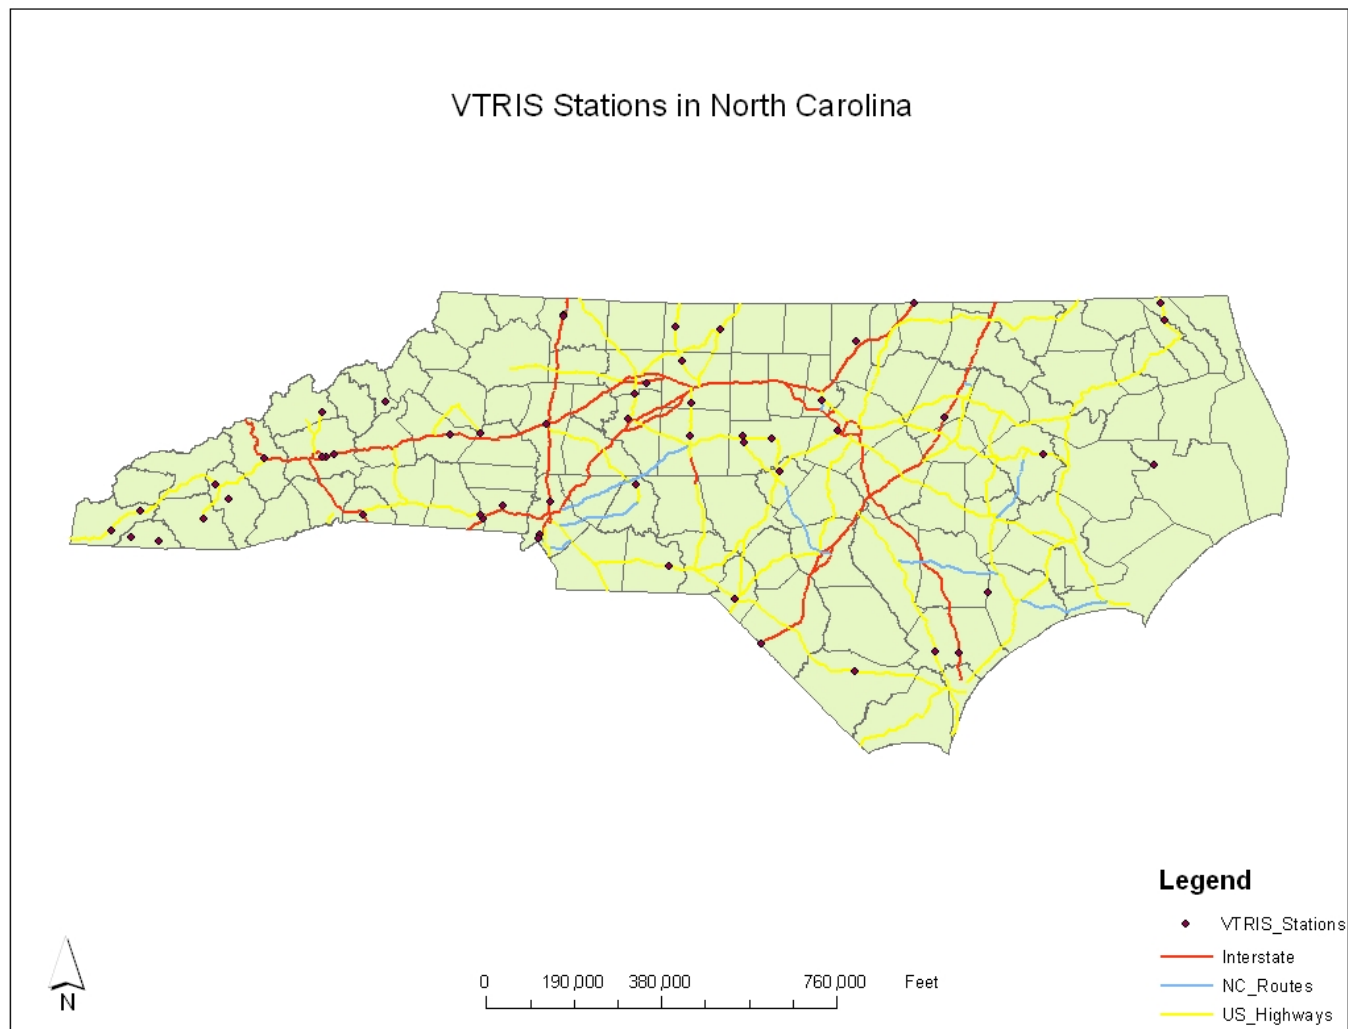 VTRIS Stations in North Carolina
Legend
VTRIS_Stations
Interstate
NC_Routes
US_Highways
N
0 190,000 380,000 760,000 Feet